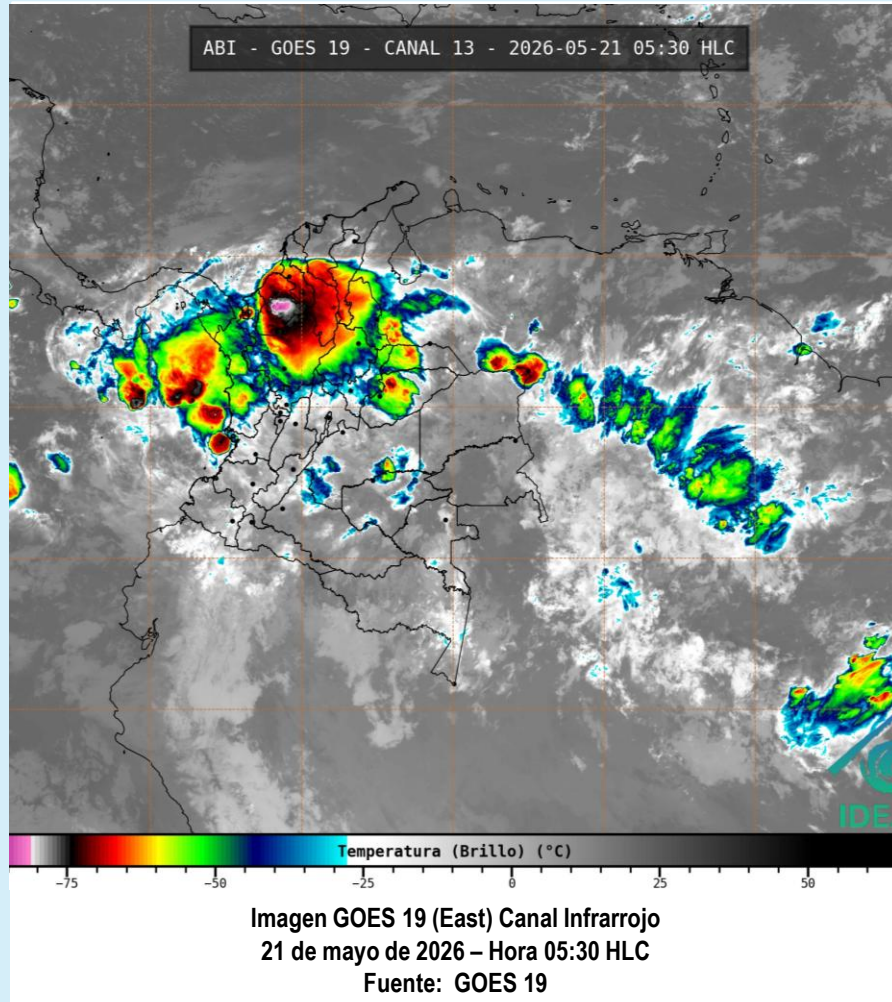 ABI - GOES 19 - CANAL 13 - 2026-05-21 05:30 HLC
IDE
Temperatura (Brillo) (°C)
−75 −50 −25 0 25 50
Imagen GOES 19 (East) Canal Infrarrojo
21 de mayo de 2026 – Hora 05:30 HLC
Fuente: GOES 19